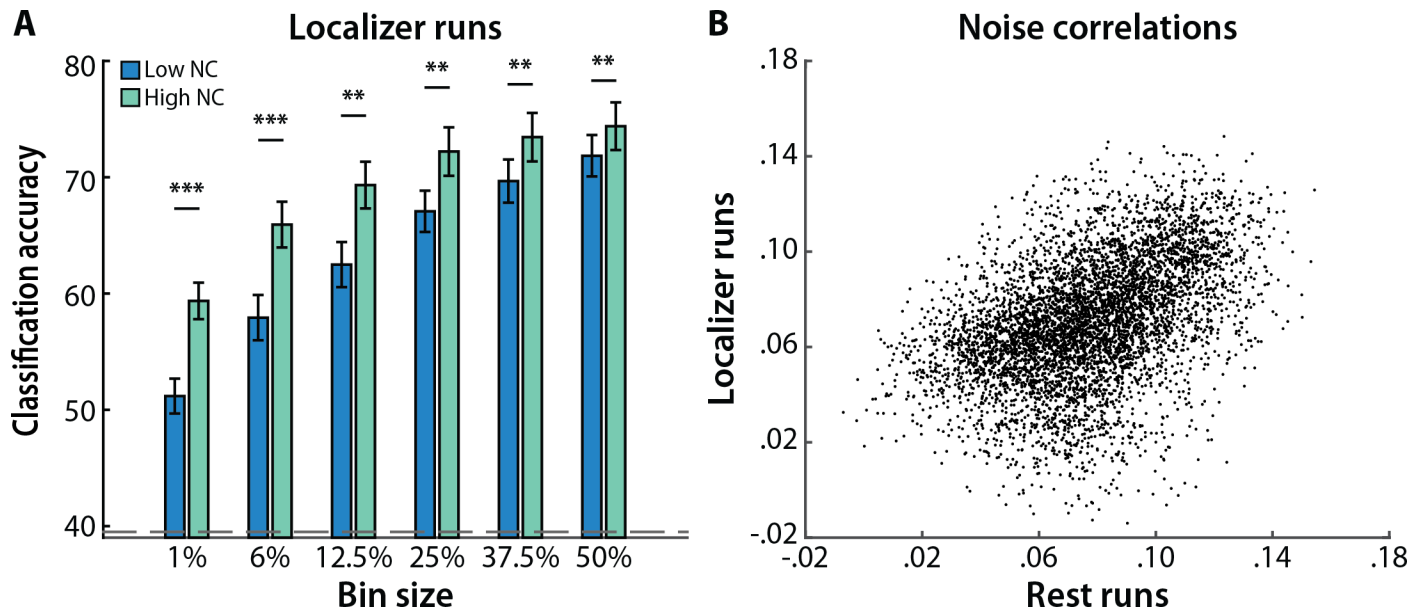 A
Localizer runs
Low NC
High NC
***
***
**
**
**
**
80
70
60
50
40
Classification accuracy
1%
6%
12.5%
25%
37.5%
50%
Bin size
B
Noise correlations
.18
.14
.10
.06
.02
-.02
Localizer runs
-.02
.02
.06
.10
.14
.18
Rest runs